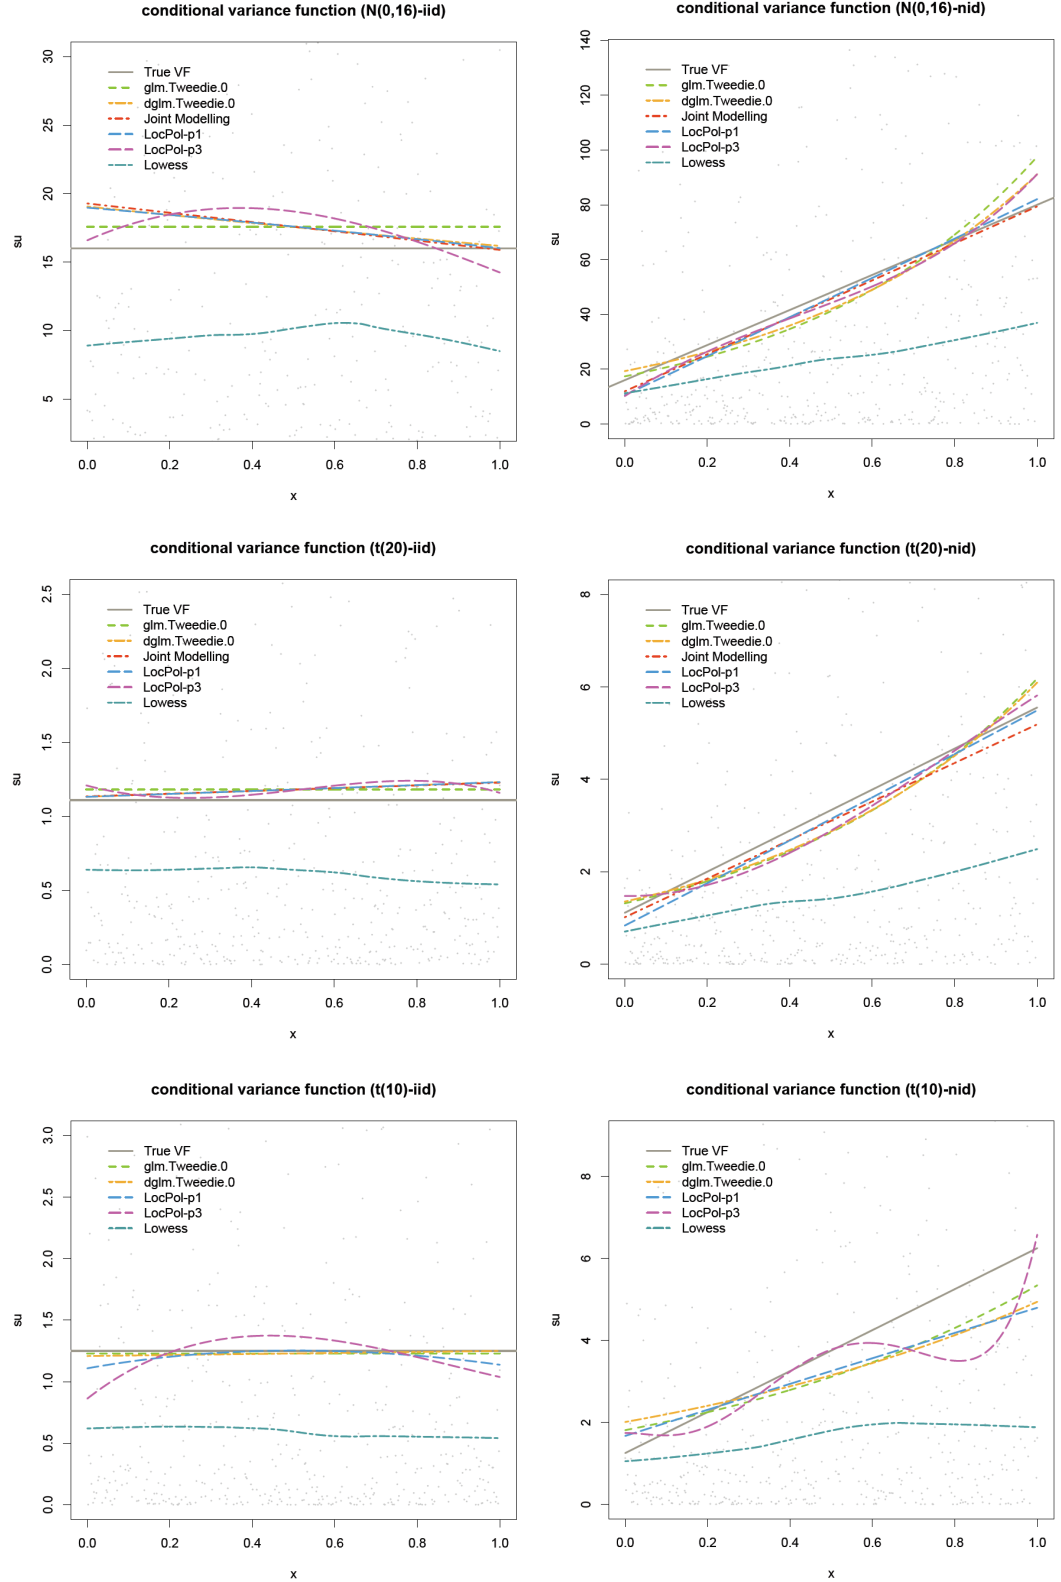 conditional variance function (N(0,16)-iid)
True VF
glm.Tweedie.0
dglm.Tweedie.0
Joint Modelling
LocPol-p1
LocPol-p3
Lowess
30
25
20
15
10
5
su
0.0 0.2 0.4 0.6 0.8 1.0
x
conditional variance function (N(0,16)-nid)
True VF
glm.Tweedie.0
dglm.Tweedie.0
Joint Modelling
LocPol-p1
LocPol-p3
Lowess
140
120
100
80
60
40
20
0
su
0.0 0.2 0.4 0.6 0.8 1.0
x
conditional variance function (t(20)-iid)
True VF
glm.Tweedie.0
dglm.Tweedie.0
Joint Modelling
LocPol-p1
LocPol-p3
Lowess
2.5
2.0
1.5
1.0
0.5
0.0
su
0.0 0.2 0.4 0.6 0.8 1.0
x
conditional variance function (t(20)-nid)
True VF
glm.Tweedie.0
dglm.Tweedie.0
Joint Modelling
LocPol-p1
LocPol-p3
Lowess
8
6
4
2
0
su
0.0 0.2 0.4 0.6 0.8 1.0
x
conditional variance function (t(10)-iid)
True VF
glm.Tweedie.0
dglm.Tweedie.0
LocPol-p1
LocPol-p3
Lowess
3.0
2.5
2.0
1.5
1.0
0.5
0.0
su
0.0 0.2 0.4 0.6 0.8 1.0
x
conditional variance function (t(10)-nid)
True VF
glm.Tweedie.0
dglm.Tweedie.0
LocPol-p1
LocPol-p3
Lowess
8
6
4
2
0
su
0.0 0.2 0.4 0.6 0.8 1.0
x